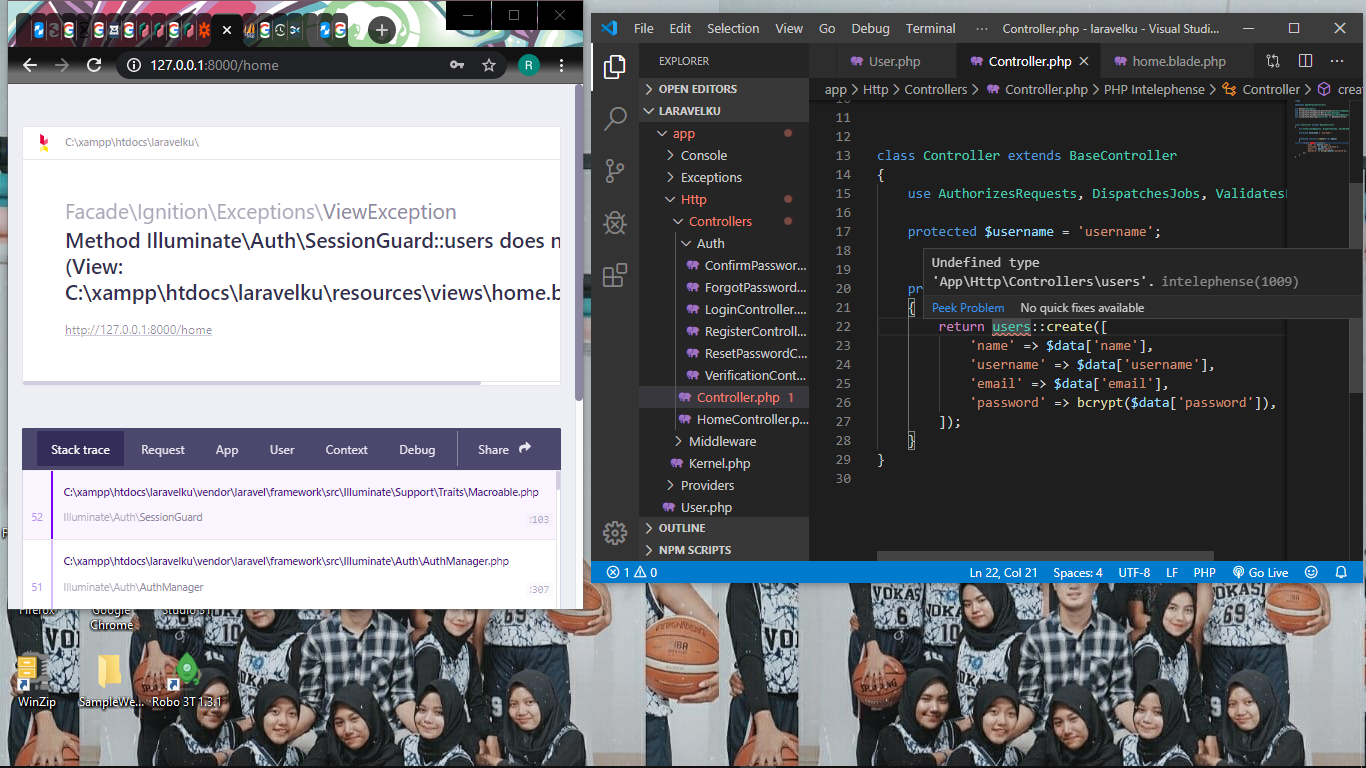 127.0.0.1:8000/home
R
C:\xampp\htdocs\laravelku\
Facade\Ignition\Exceptions\ViewException
Method Illuminate\Auth\SessionGuard::users does
(View:
C:\xampp\htdocs\laravelku\resources\views\home.b
http://127.0.0.1:8000/home
Stack trace Request App User Context Debug Share
C:\xampp\htdocs\laravelku\vendor\laravel\framework\src\Illuminate\Support\Traits\Macroable.php
52 Illuminate\Auth\SessionGuard :103
C:\xampp\htdocs\laravelku\vendor\laravel\framework\src\Illuminate\Auth\AuthManager.php
51 Illuminate\Auth\AuthManager :307
File Edit Selection View Go Debug Terminal ··· Controller.php - laravelku - Visual Studi...
EXPLORER
OPEN EDITORS
LARAVELKU
app
Console
Exceptions
Http
Controllers
Auth
ConfirmPasswor...
ForgotPassword...
LoginController....
RegisterControll...
ResetPasswordC...
VerificationCont...
Controller.php 1
HomeController.p...
Middleware
Kernel.php
Providers
User.php
OUTLINE
NPM SCRIPTS
User.php Controller.php home.blade.php
app > Http > Controllers > Controller.php > PHP Intelephense > Controller > crea
10
11
12
13 class Controller extends BaseController
14 {
15 use AuthorizesRequests, DispatchesJobs, Validates
16
17 protected $username = 'username';
18
19
20 p
Undefined type
'App\Http\Controllers\users'. intelephense(1009)
Peek Problem No quick fixes available
21 {
22 return users::create([
23 'name' => $data['name'],
24 'username' => $data['username'],
25 'email' => $data['email'],
26 'password' => bcrypt($data['password']),
27 ]);
28 }
29 }
30
1 0 Ln 22, Col 21 Spaces: 4 UTF-8 LF PHP Go Live
Firefox
Google
Chrome
WinZip
SampleWe...
Robo 3T 1.3.1
VOKAS
69
10
6
VOKAS
69
10